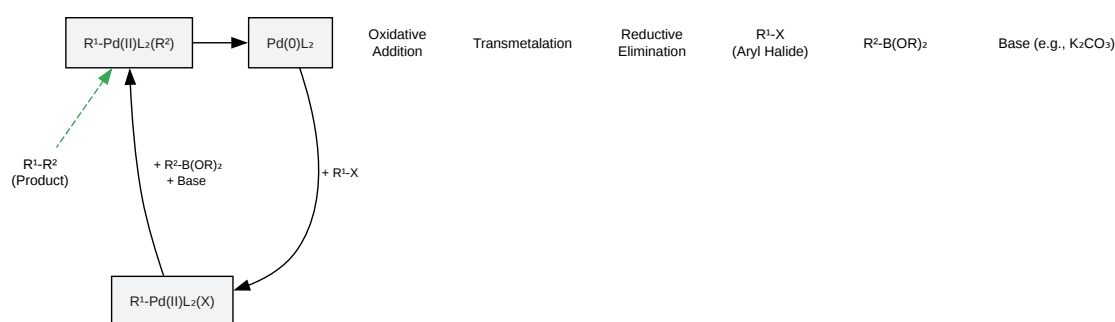 R¹-Pd(II)L₂(R²)
Pd(0)L₂
Oxidative
Addition
Transmetalation
Reductive
Elimination
R¹-X
(Aryl Halide)
R²-B(OR)₂
Base (e.g., K₂CO₃)
R¹-R²
(Product)
+ R²-B(OR)₂
+ Base
+ R¹-X
R¹-Pd(II)L₂(X)